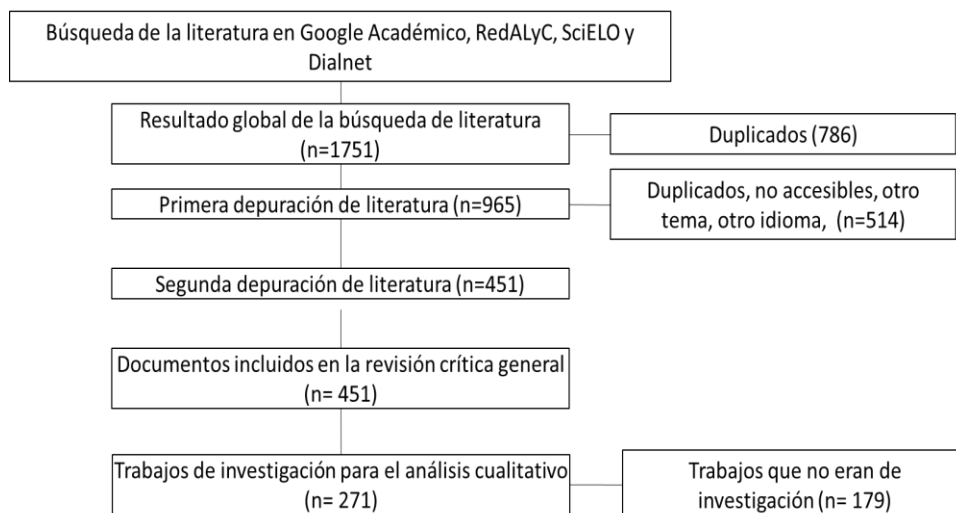 Búsqueda de la literatura en Google Académico, RedALyC, SciELO y
Dialnet
Resultado global de la búsqueda de literatura
(n=1751)
Duplicados (786)
Primera depuración de literatura (n=965)
Duplicados, no accesibles, otro
tema, otro idioma,  (n=514)
Segunda depuración de literatura (n=451)
Documentos incluidos en la revisión crítica general
(n= 451)
Trabajos de investigación para el análisis cualitativo
(n = 271)
Trabajos que no eran de
investigación (n= 179)